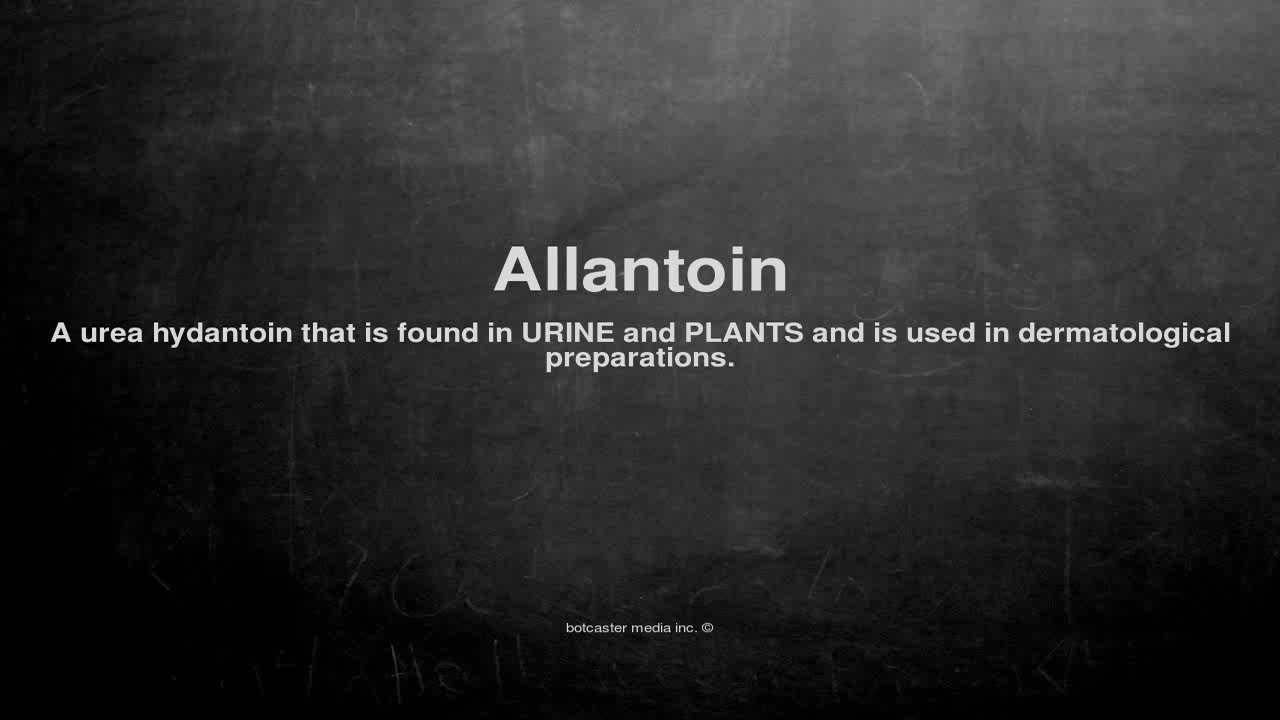 Allantoin
A urea hydantoin that is found in URINE and PLANTS and is used in dermatological
preparations.
botcaster media inc. ©